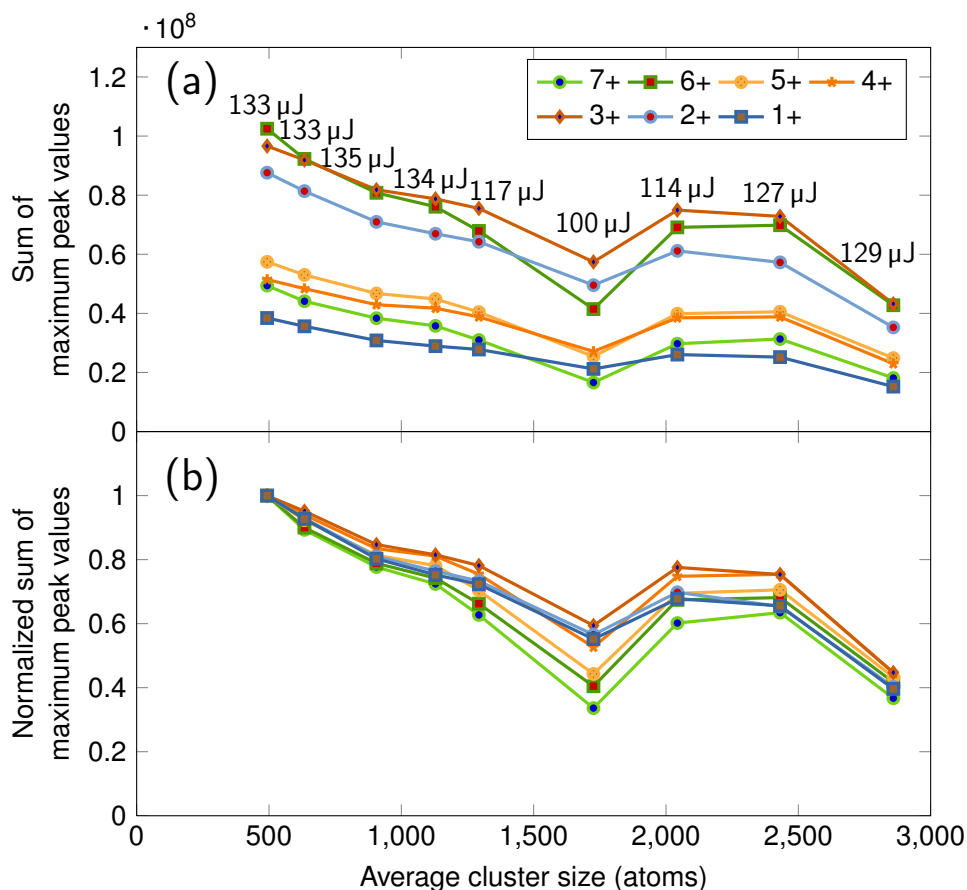 · 10⁸
(a)
7+ 6+ 5+ 4+
3+ 2+ 1+
133 µJ
133 µJ
135 µJ
134 µJ
117 µJ
100 µJ
114 µJ
127 µJ
129 µJ
1.2
1
0.8
0.6
0.4
0.2
0
Sum of
maximum peak values
(b)
1
0.8
0.6
0.4
0.2
0
Normalized sum of
maximum peak values
0 500 1,000 1,500 2,000 2,500 3,000
Average cluster size (atoms)